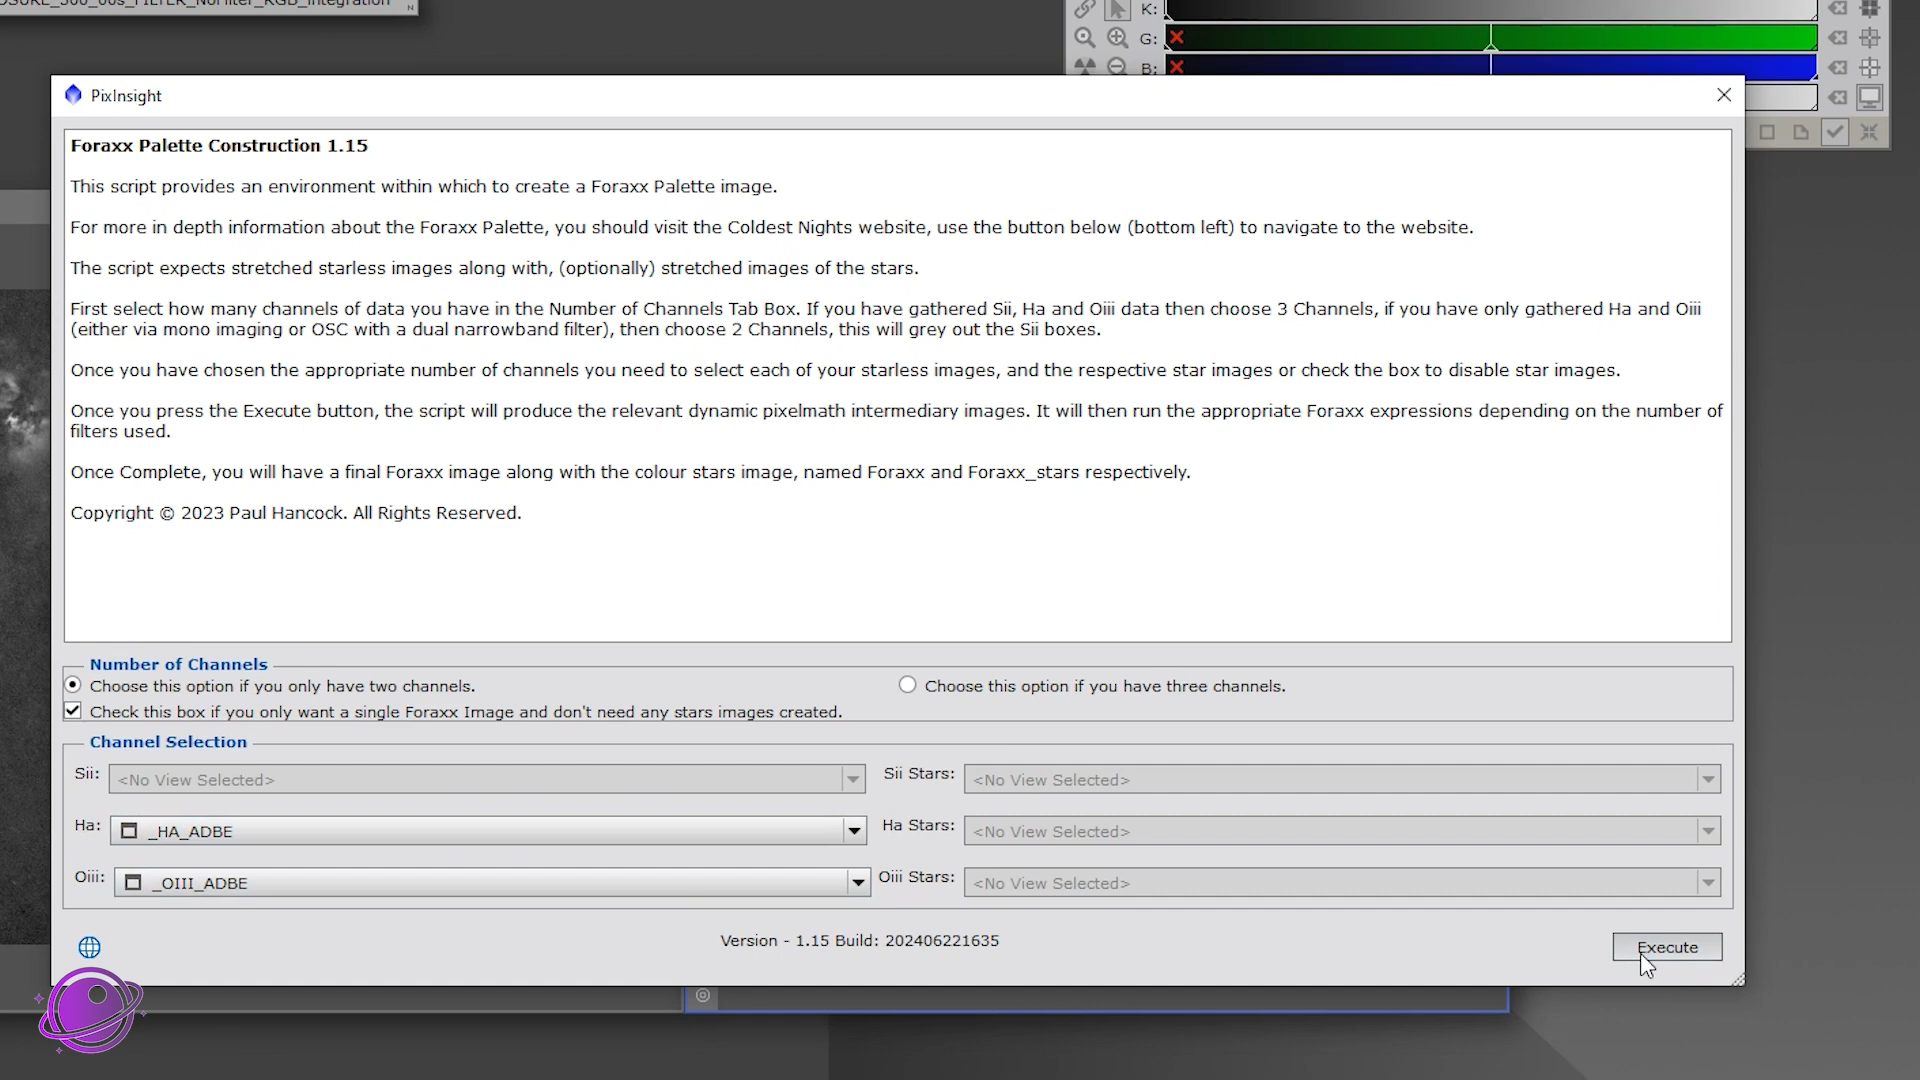 OSURE_300_00s_FILTER_NoFilter_RGB_integration
N
K:
G:
B:
PixInsight
Foraxx Palette Construction 1.15
This script provides an environment within which to create a Foraxx Palette image.
For more in depth information about the Foraxx Palette, you should visit the Coldest Nights website, use the button below (bottom left) to navigate to the website.
The script expects stretched starless images along with, (optionally) stretched images of the stars.
First select how many channels of data you have in the Number of Channels Tab Box. If you have gathered Sii, Ha and Oiii data then choose 3 Channels, if you have only gathered Ha and Oiii
(either via mono imaging or OSC with a dual narrowband filter), then choose 2 Channels, this will grey out the Sii boxes.
Once you have chosen the appropriate number of channels you need to select each of your starless images, and the respective star images or check the box to disable star images.
Once you press the Execute button, the script will produce the relevant dynamic pixelmath intermediary images. It will then run the appropriate Foraxx expressions depending on the number of
filters used.
Once Complete, you will have a final Foraxx image along with the colour stars image, named Foraxx and Foraxx_stars respectively.
Copyright © 2023 Paul Hancock. All Rights Reserved.
Number of Channels
Choose this option if you only have two channels.
Choose this option if you have three channels.
Check this box if you only want a single Foraxx Image and don't need any stars images created.
Channel Selection
Sii: <No View Selected>
Sii Stars: <No View Selected>
Ha: _HA_ADBE
Ha Stars: <No View Selected>
Oiii: _OIII_ADBE
Oiii Stars: <No View Selected>
Version - 1.15 Build: 202406221635
Execute